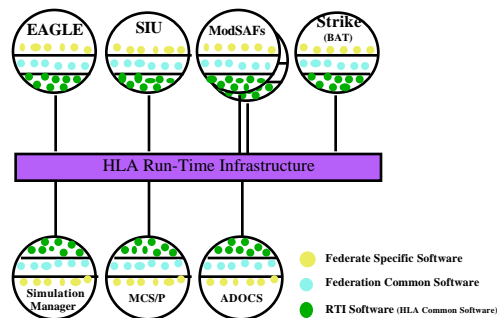 EAGLE
SIU
ModSAFs
Strike
(BAT)
HLA Run-Time Infrastructure
Simulation
Manager
MCS/P
ADOCS
Federate Specific Software
Federation Common Software
RTI Software (HLA Common Software)